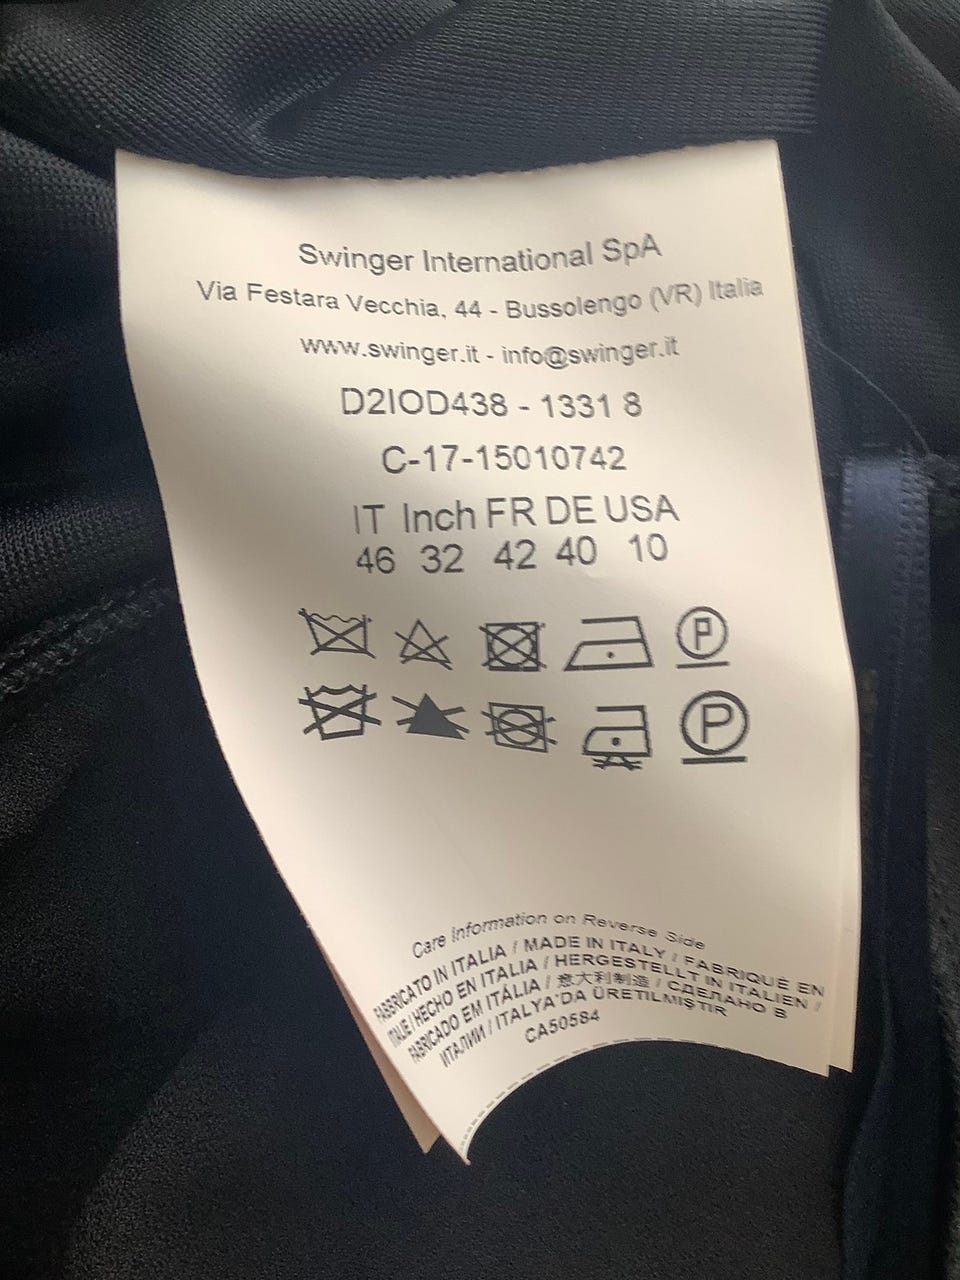 Swinger International SpA
Via Festara Vecchia, 44 - Bussolengo (VR) Italia
www.swinger.it - info@swinger.it
D2IOD438 - 1331 8
C-17-15010742
IT Inch FR DE USA
46 32 42 40 10
P
P
Care Information on Reverse Side
FABBRICATO IN ITALIA / MADE IN ITALY / FABRIQUÉ EN
ITALIE / HECHO EN ITALIA / HERGESTELLT IN ITALIEN /
FABRICADO EM ITÁLIA / 意大利制造 / СДЕЛАНО В
ИТАЛИИ / ITALYA'DA ÜRETILMIŞTIR
CA50584